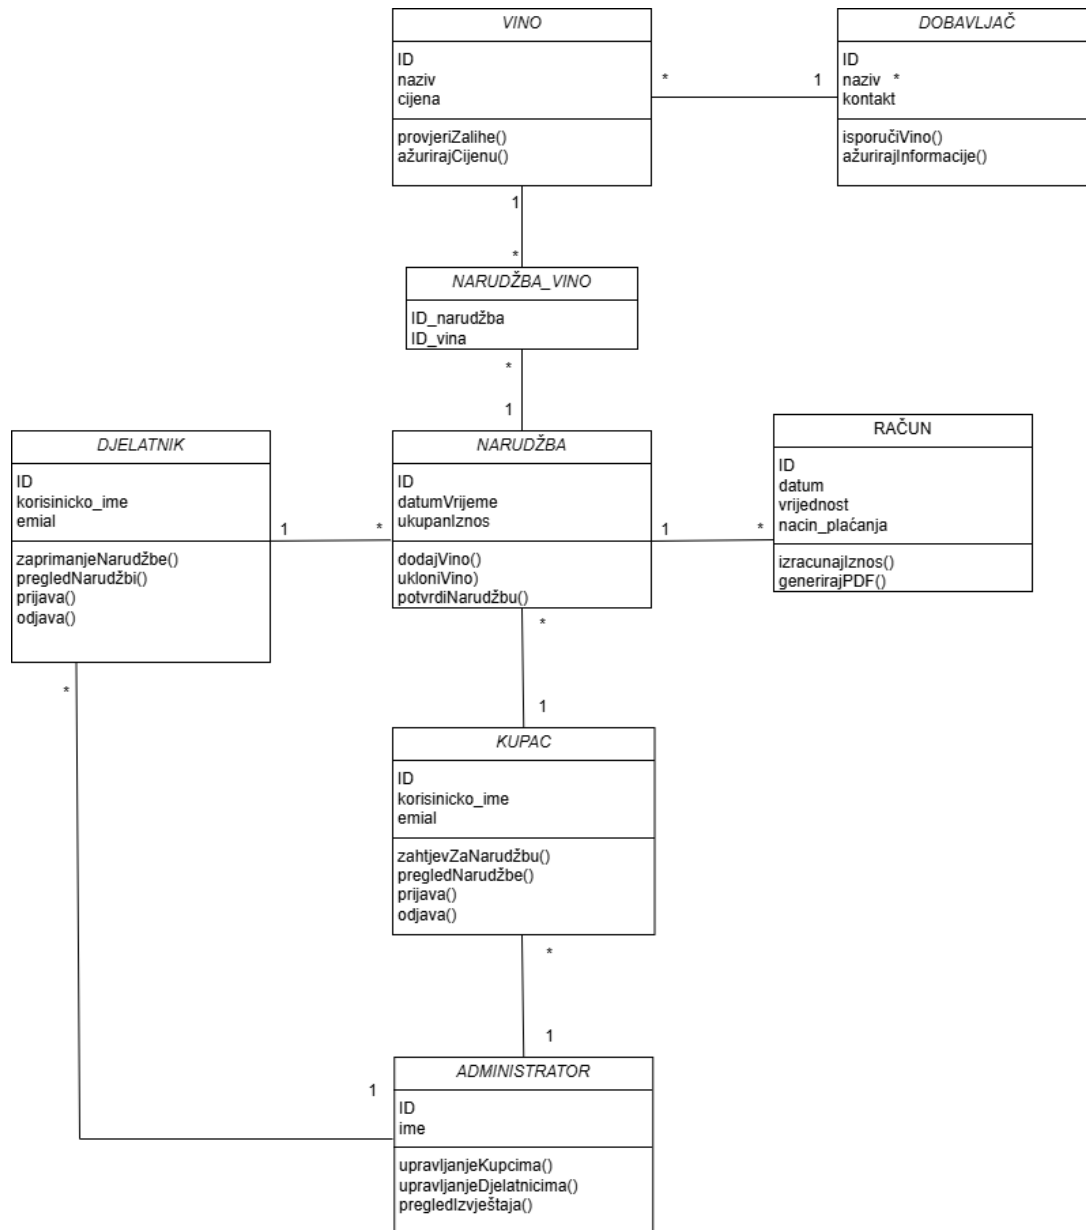 VINO
ID
naziv
cijena
provjeriZalihe()
ažurirajCijenu()
*
1
DOBAVLJAČ
ID
naziv *
kontakt
isporučiVino()
ažurirajInformacije()
1
*
NARUDŽBA_VINO
ID_narudžba
ID_vina
*
1
DJELATNIK
ID
korisinicko_ime
emial
zaprimanjeNarudžbe()
pregledNarudžbi()
prijava()
odjava()
1
*
NARUDŽBA
ID
datumVrijeme
ukupanIznos
dodajVino()
ukloniVino)
potvrdiNarudžbu()
1
*
RAČUN
ID
datum
vrijednost
nacin_plaćanja
izracunajIznos()
generirajPDF()
*
1
*
KUPAC
ID
korisinicko_ime
emial
zahtjevZaNarudžbu()
pregledNarudžbe()
prijava()
odjava()
*
1
1
ADMINISTRATOR
ID
ime
upravljanjeKupcima()
upravljanjeDjelatnicima()
pregledIzvještaja()